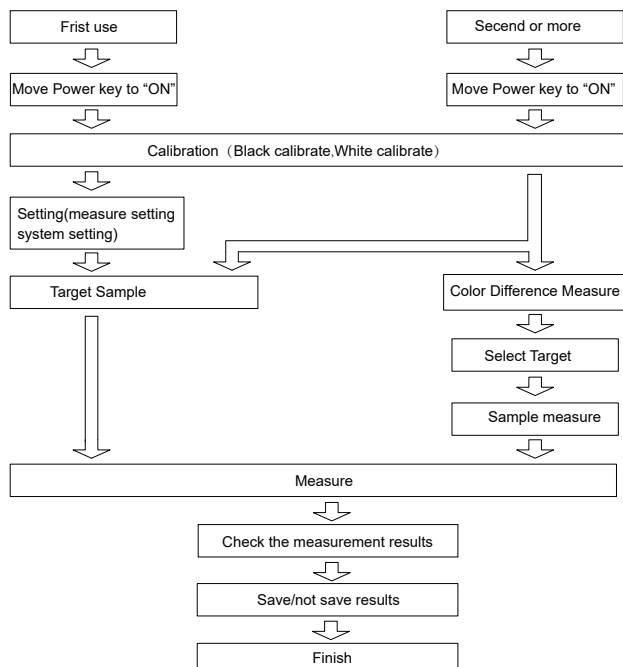 Frist use
Secend or more
Move Power key to “ON”
Move Power key to “ON”
Calibration（Black calibrate,White calibrate）
Setting(measure setting
system setting)
Target Sample
Color Difference Measure
Select Target
Sample measure
Measure
Check the measurement results
Save/not save results
Finish